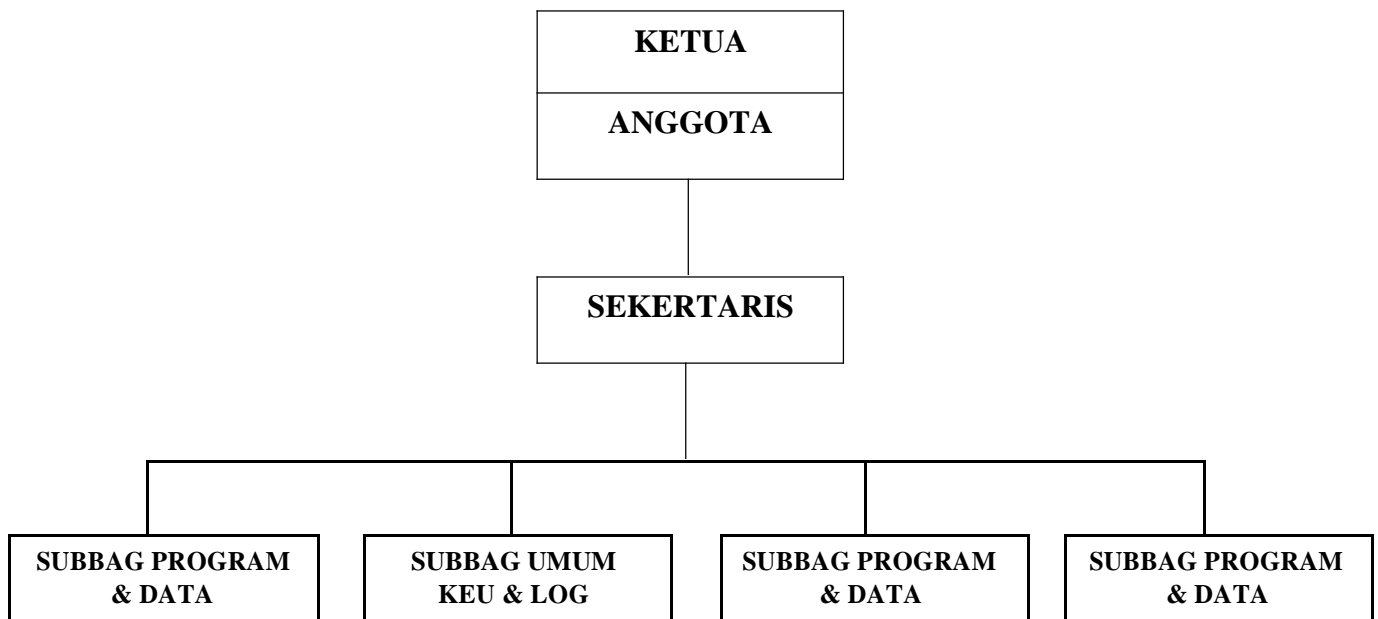 KETUA
ANGGOTA
SEKERTARIS
SUBBAG PROGRAM
& DATA
SUBBAG UMUM
KEU & LOG
SUBBAG PROGRAM
& DATA
SUBBAG PROGRAM
& DATA